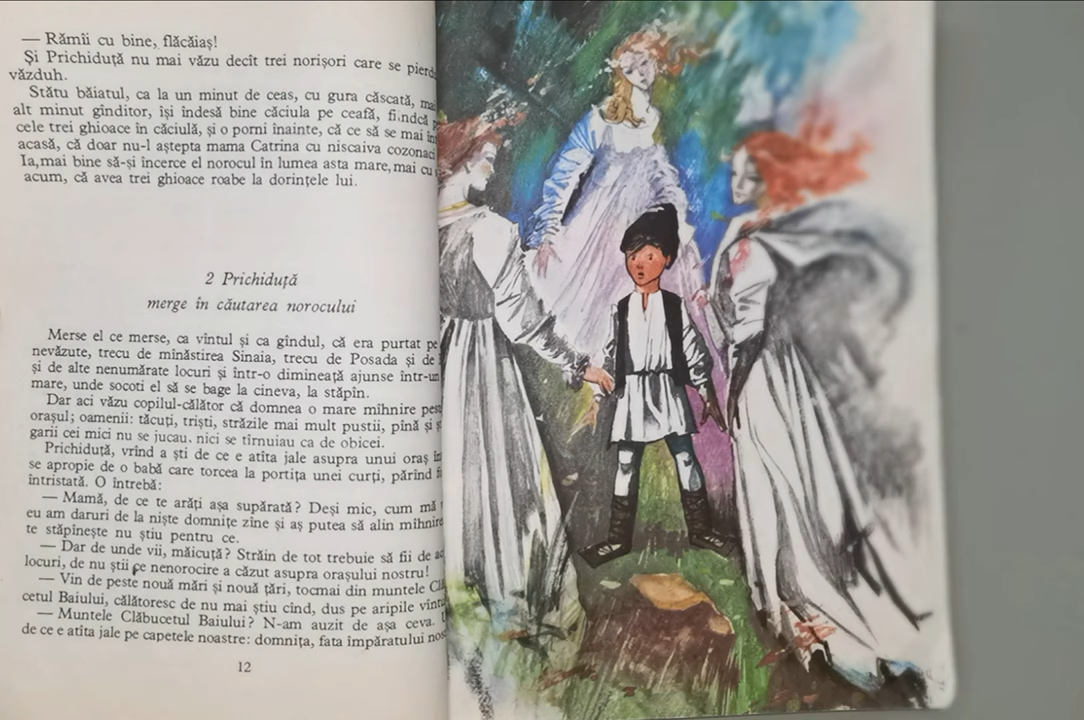 — Rămîi cu bine, flăcăiaș!
Și Prichiduță nu mai văzu decît trei norișori care se
văzduh.
Stătu băiatul, ca la un minut de ceas, cu gura căscată,
alt minut gînditor, își îndesă bine căciula pe ceafă, fiindcă
cele trei ghioace în căciulă, și o porni înainte, că ce să se mai
acasă, că doar nu-l aștepta mama Catrina cu niscaiva
Ia, mai bine să-și încerce el norocul în lumea asta mare, mai cu
acum, că avea trei ghioace roabe la dorințele lui.
2 Prichiduță
merge în căutarea norocului
Merse el ce merse, ca vîntul și ca gîndul, că era purtat pe
nevăzute, trecu de mînăstirea Sinaia, trecu de Posada și de
și de alte nenumărate locuri și într-o dimineață ajunse într-un
mare, unde socoti el să se bage la cineva, la stăpîn.
Dar aci văzu copilul-călător că domnea o mare mîhnire
orașul; oamenii: tăcuți, triști, străzile mai mult pustii, pînă și
garii cei mici nu se jucau, nici se tîrnuiau ca de obicei.
Prichiduță, vrînd a ști de ce e atîta jale asupra unui oraș
se apropie de o babă care torcea la portița unei curți, părînd
întristată. O întrebă:
— Mamă, de ce te arăți așa supărată? Deși mic, cum mă
eu am daruri de la niște domnițe zîne și aș putea să alin
te stăpînește nu știu pentru ce.
— Dar de unde vii, măicuță? Străin de tot trebuie să fii de
locuri, de nu știi ce nenorocire a căzut asupra orașului nostru!
— Vin de peste nouă mări și nouă țări, tocmai din muntele
cetul Baiului, călătoresc de nu mai știu cînd, dus pe aripile
— Muntele Clăbucetul Baiului? N-am auzit de așa ceva.
de ce e atîta jale pe capetele noastre: domnița, fata împăratului
12